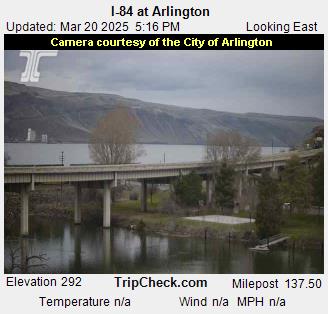 I-84 at Arlington
Updated: Mar 20 2025 5:16 PM Looking East
Camera courtesy of the City of Arlington
Elevation 292 TripCheck.com Milepost 137.50
Temperature n/a Wind n/a MPH n/a